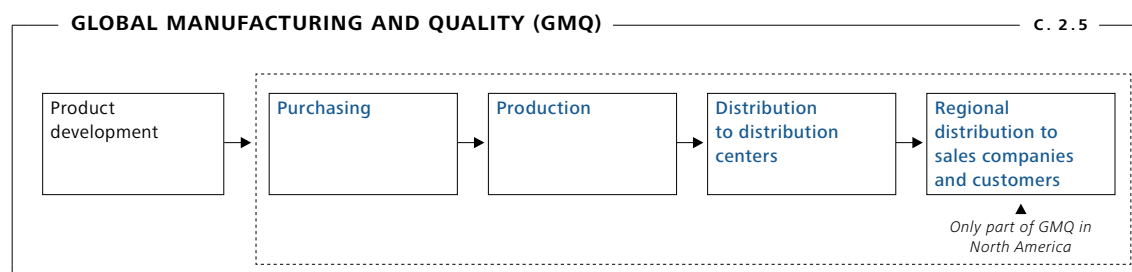 GLOBAL MANUFACTURING AND QUALITY (GMQ)
C. 2.5
Product
development
Purchasing
Production
Distribution
to distribution
centers
Regional
distribution to
sales companies
and customers
Only part of GMQ in
North America